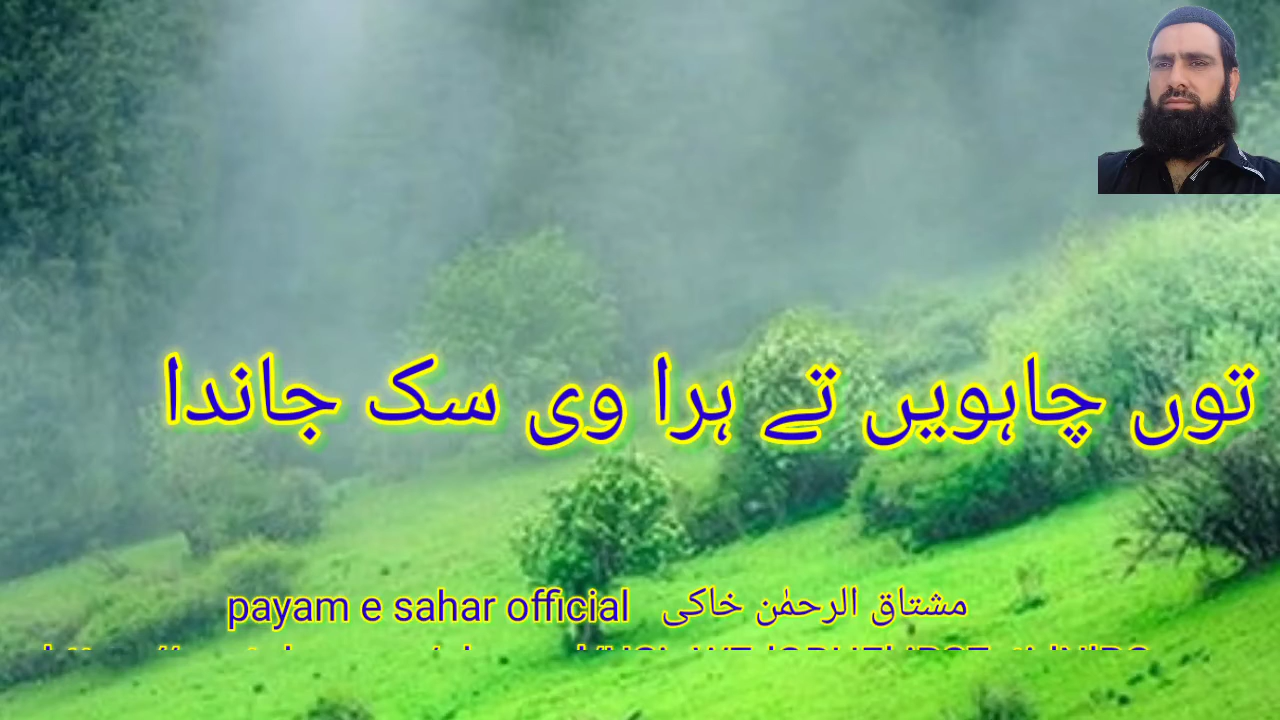 توں چاہویں تے ہرا وی سک جاندا
payam e sahar official مشتاق الرحمٰن خاکی